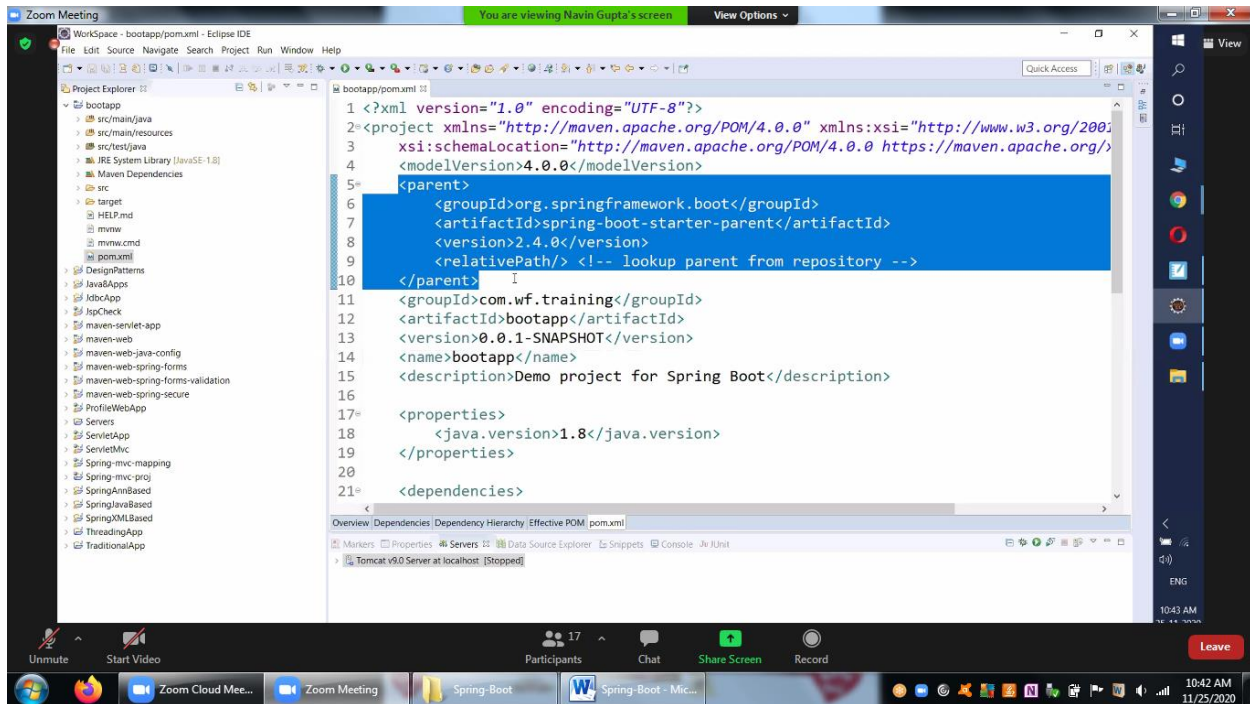 Zoom Meeting
You are viewing Navin Gupta's screen
View Options
View
WorkSpace - bootapp/pom.xml - Eclipse IDE
File Edit Source Navigate Search Project Run Window Help
Quick Access
Project Explorer
bootapp
src/main/java
src/main/resources
src/test/java
JRE System Library [JavaSE-1.8]
Maven Dependencies
src
target
HELP.md
mvnw
mvnw.cmd
pom.xml
DesignPatterns
Java8Apps
JdbcApp
JspCheck
maven-servlet-app
maven-web
maven-web-java-config
maven-web-spring-forms
maven-web-spring-forms-validation
maven-web-spring-secure
ProfileWebApp
Servers
ServletApp
ServletMvc
Spring-mvc-mapping
Spring-mvc-proj
SpringAnnBased
SpringJavaBased
SpringXMLBased
ThreadingApp
TraditionalApp
bootapp/pom.xml
1 <?xml version="1.0" encoding="UTF-8"?>
2 <project xmlns="http://maven.apache.org/POM/4.0.0" xmlns:xsi="http://www.w3.org/2001
3 xsi:schemaLocation="http://maven.apache.org/POM/4.0.0 https://maven.apache.org/x
4 <modelVersion>4.0.0</modelVersion>
5 <parent>
6 <groupId>org.springframework.boot</groupId>
7 <artifactId>spring-boot-starter-parent</artifactId>
8 <version>2.4.0</version>
9 <relativePath/> <!-- lookup parent from repository -->
10 </parent>
11 <groupId>com.wf.training</groupId>
12 <artifactId>bootapp</artifactId>
13 <version>0.0.1-SNAPSHOT</version>
14 <name>bootapp</name>
15 <description>Demo project for Spring Boot</description>
16
17 <properties>
18 <java.version>1.8</java.version>
19 </properties>
20
21 <dependencies>
Overview Dependencies Dependency Hierarchy Effective POM pom.xml
Markers Properties Servers Data Source Explorer Snippets Console JUnit
Tomcat v9.0 Server at localhost [Stopped]
ENG
10:43 AM
Unmute
Start Video
17
Participants
Chat
Share Screen
Record
Leave
Zoom Cloud Mee...
Zoom Meeting
Spring-Boot
Spring-Boot - Mic...
10:42 AM
11/25/2020